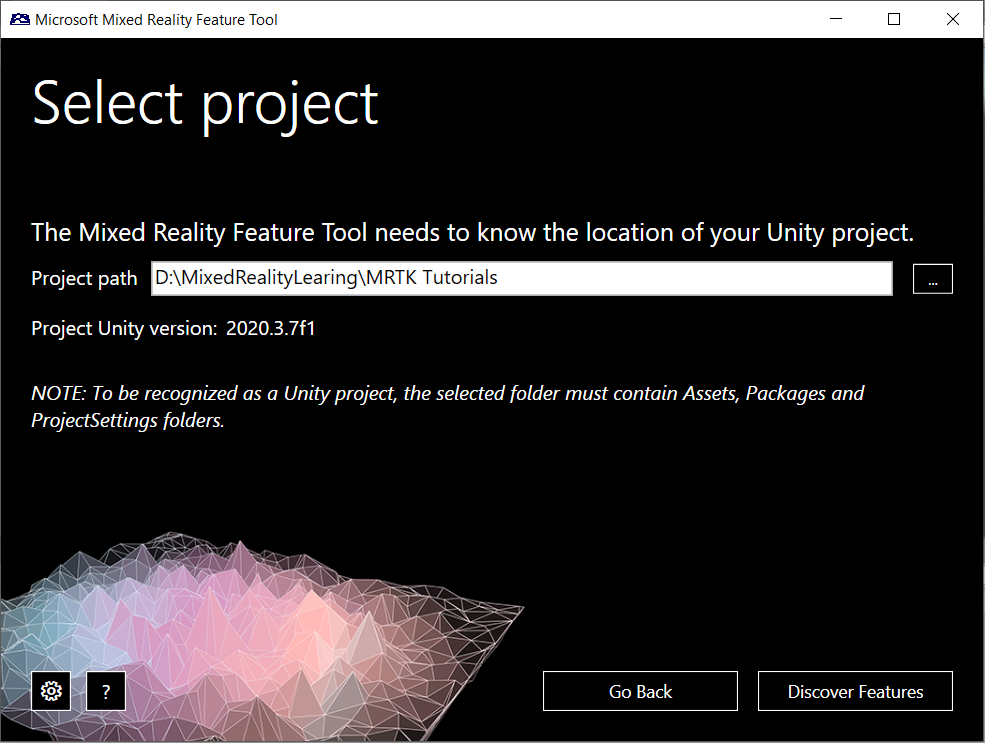 Microsoft Mixed Reality Feature Tool
Select project
The Mixed Reality Feature Tool needs to know the location of your Unity project.
Project path D:\MixedRealityLearing\MRTK Tutorials ...
Project Unity version: 2020.3.7f1
NOTE: To be recognized as a Unity project, the selected folder must contain Assets, Packages and
ProjectSettings folders.
? Go Back Discover Features